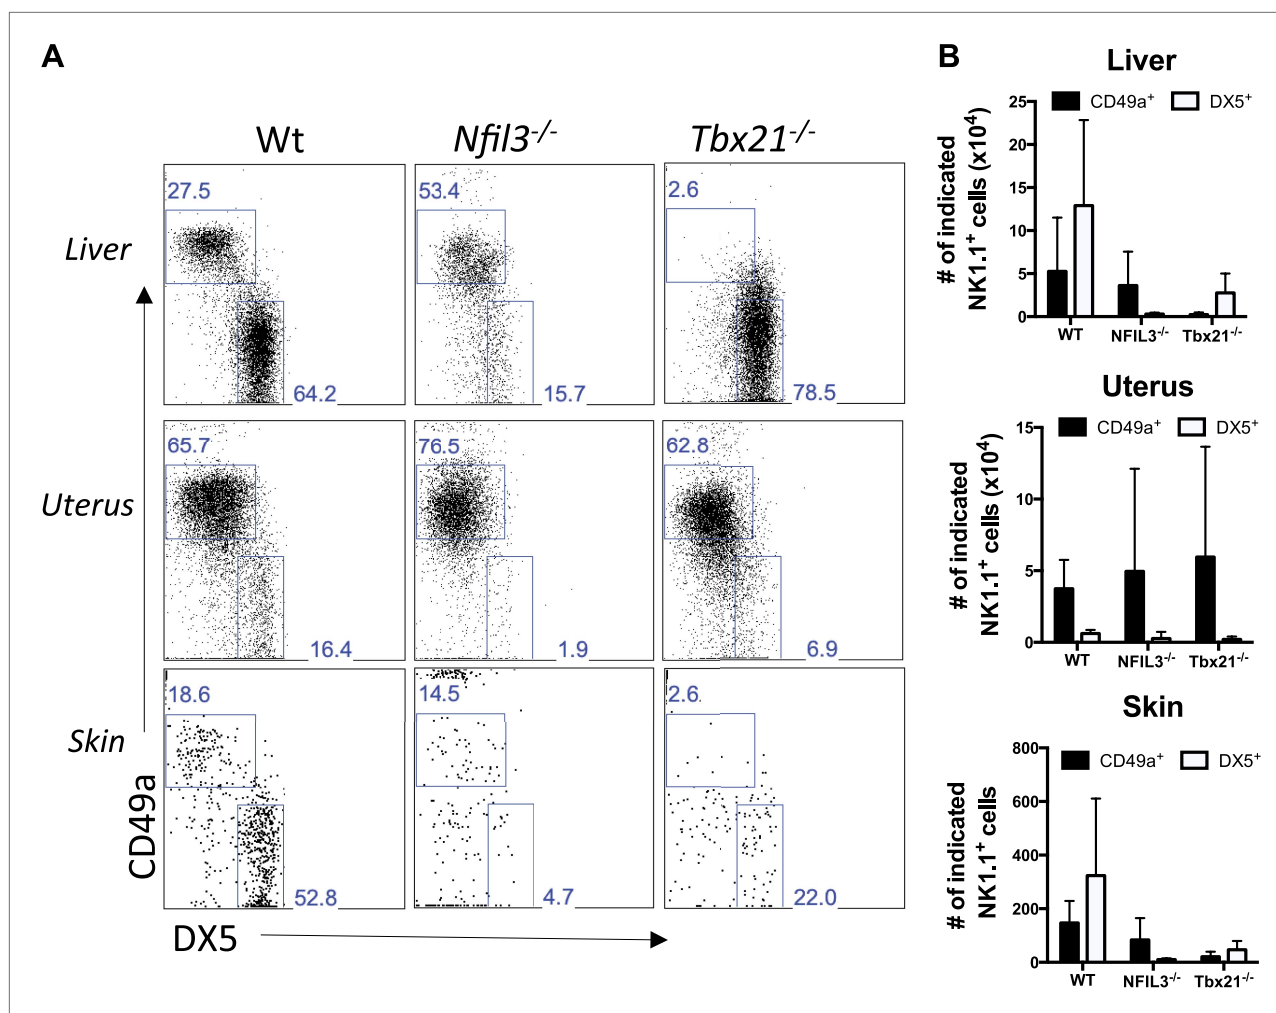 A
Wt
Nfil3-/-
Tbx21-/-
Liver
27.5
64.2
53.4
15.7
2.6
78.5
Uterus
65.7
16.4
76.5
1.9
62.8
6.9
Skin
18.6
52.8
14.5
4.7
2.6
22.0
CD49a
DX5
B
Liver
CD49a+
DX5+
# of indicated
NK1.1+ cells (x10⁴)
25
20
15
10
5
0
WT
NFIL3-/-
Tbx21-/-
Uterus
CD49a+
DX5+
# of indicated
NK1.1+ cells (x10⁴)
15
10
5
0
WT
NFIL3-/-
Tbx21-/-
Skin
CD49a+
DX5+
# of indicated
NK1.1+ cells
800
600
400
200
0
WT
NFIL3-/-
Tbx21-/-